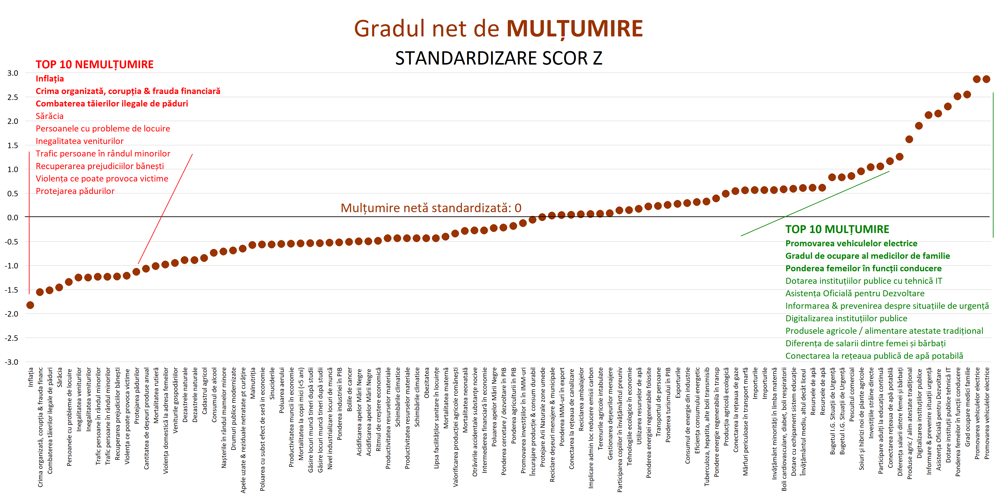 Gradul net de MULȚUMIRE
STANDARDIZARE SCOR Z
TOP 10 NEMULȚUMIRE
Inflația
Crima organizată, corupția & frauda financiară
Combaterea tăierilor ilegale de păduri
Sărăcia
Persoanele cu probleme de locuire
Inegalitatea veniturilor
Trafic persoane în rândul minorilor
Recuperarea prejudiciilor bănești
Violența ce poate provoca victime
Protejarea pădurilor
3.0
2.5
2.0
1.5
1.0
0.5
0.0
-0.5
-1.0
-1.5
-2.0
-2.5
-3.0
Mulțumire netă standardizată: 0
TOP 10 MULȚUMIRE
Promovarea vehiculelor electrice
Gradul de ocupare al medicilor de familie
Ponderea femeilor în funcții conducere
Dotarea instituțiilor publice cu tehnică IT
Asistența Oficială pentru Dezvoltare
Informarea & prevenirea despre situațiile de urgență
Digitalizarea instituțiilor publice
Produsele agricole / alimentare atestate tradițional
Diferența de salarii dintre femei și bărbați
Conectarea la rețeaua publică de apă potabilă
Inflația
Crima organizată, corupția & frauda financ
Combaterea tăierilor ilegale de păduri
Sărăcia
Persoanele cu probleme de locuire
Inegalitatea veniturilor
Inegalitatea veniturilor
Trafic persoane în rândul minorilor
Trafic persoane în rândul minorilor
Recuperarea prejudiciilor bănești
Violența ce poate provoca victime
Protejarea pădurilor
Cantitatea de deșeuri produse anual
Mortalitatea rutieră
Violența domestică la adresa femeilor
Veniturile gospodăriilor
Dezastrele naturale
Dezastrele naturale
Cadastrul agricol
Consumul de alcool
Nașterile în rândul mamelor minore
Drumuri publice modernizate
Apele uzate & reziduale netratate pt curățire
Malnutriția
Poluarea cu subst efect de seră in economie
Sinuciderile
Poluarea aerului
Productivitatea muncii în economie
Mortalitatea la copii mici (<5 ani)
Găsire locuri muncă tineri după studii
Găsire locuri muncă tineri după studii
Nivel industrializare locuri de muncă
Ponderea industriei în PIB
Bolile de cancer
Acidificarea apelor Mării Negre
Acidificarea apelor Mării Negre
Ritmul de creștere economică
Productivitatea resurselor materiale
Schimbările climatice
Productivitatea resurselor materiale
Schimbările climatice
Obezitatea
Lipsa facilităților sanitare în locuințe
Mortalitatea maternă
Valorificarea producției agricole românești
Mortalitatea neonatală
Otrăvirile accidentale substanțe nocive
Intermedierea financiară în economie
Poluarea apelor Mării Negre
Ponderea cercetare / dezvoltare în PIB
Ponderea agriculturii în PIB
Promovarea investițiilor în în IMM-uri
Încurajare producție & consum durabil
Protejare Arii Naturale zone umede
Reciclare deșeuri menajere & municipale
Ponderea IMM-uri în export
Conectarea la rețeaua de canalizare
Reciclarea ambalajelor
Implicare admin loc reducere emisii carbon
Terenurile agricole intabulate
Gestionarea deșeurilor menajere
Participarea copiilor în învățământul preuniv
Tehnologiile ecologice în economie
Utilizarea resurselor de apă
Ponderea energiei regenerabile folosite
Transportul de persoane
Ponderea turismului în PIB
Exporturile
Consumul de energie din industrie
Eficiența consumului energetic
Tuberculoza, hepatita, alte boli transmisib
Pondere energie regenerabila în transp
Producția agricolă ecologică
Conectarea la rețeaua de gaze
Mărfuri periculoase în transport marfă
Importurile
Importurile
Invățământ minorități în limba maternă
Boli cardiovasculare, diabet, boli respiratorii
Dotare cu echipament sistem educație
Învățământul mediu, altul decât liceul
Resursele de apă
Resursele de apă
Bugetul I.G. Situații de Urgență
Bugetul I.G. Situații de Urgență
Pescuitul comercial
Soiuri și hibrizi noi de plante agricole
Investițiile străine directe
Participare adulți la educația continuă
Conectarea rețeaua de apă potabilă
Diferența salarii dintre femei și bărbați
Produse agric / alim atestate tradițional
Digitalizarea instituțiilor publice
Informare & prevenire situații urgență
Asistența Oficială pentru Dezvoltare
Dotare instituții publice tehnică IT
Ponderea femeilor în funcții conducere
Grad ocupare medici familie
Promovarea vehiculelor electrice
Promovarea vehiculelor electrice